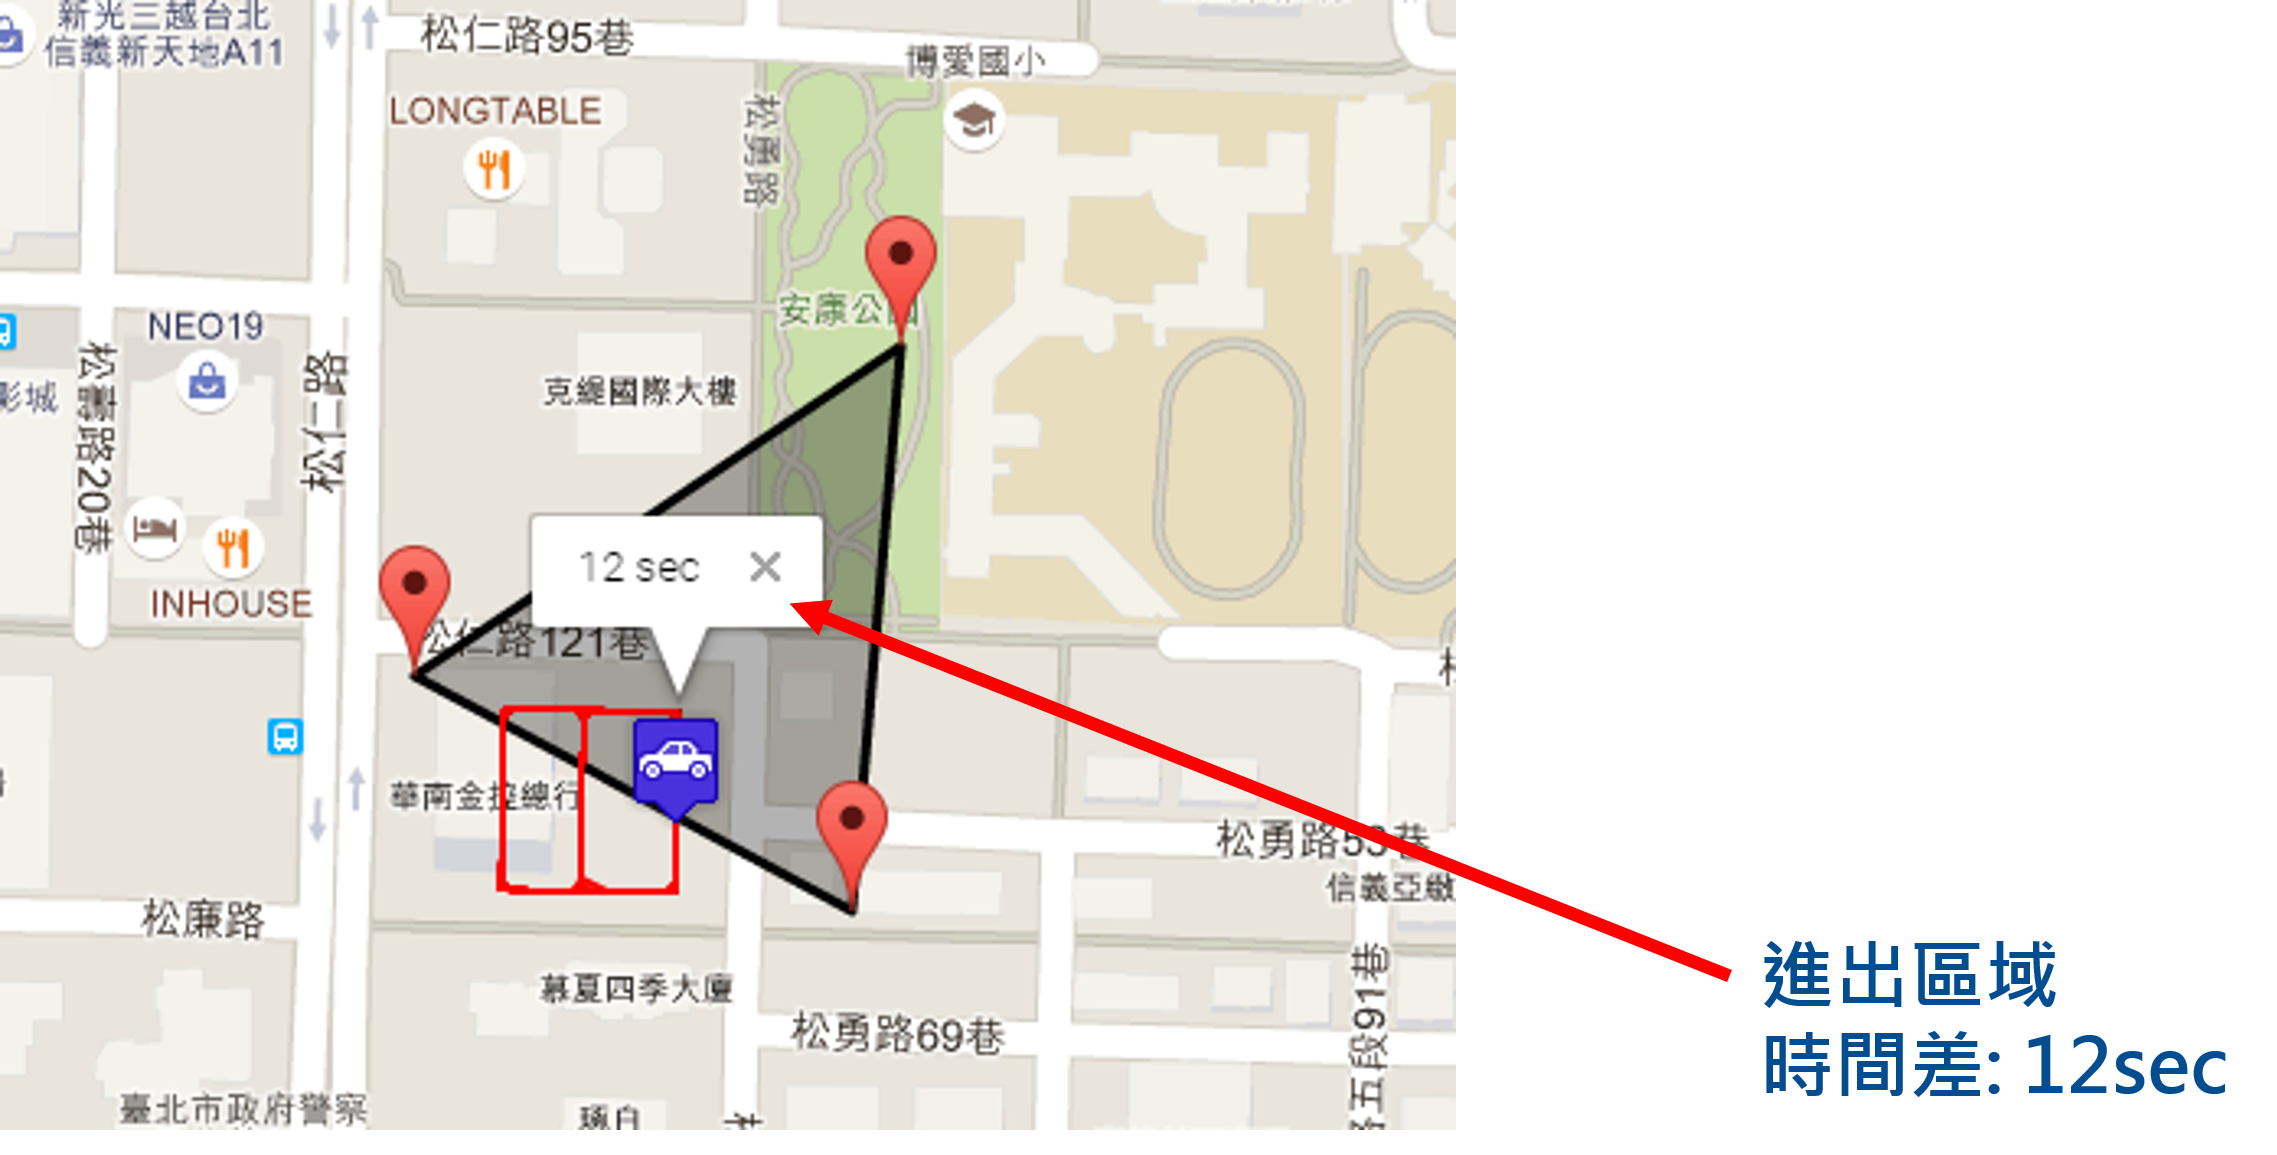 新光三越台北
信義新天地A11
松仁路95巷
博愛國小
LONGTABLE
松勇路
安康公園
NEO19
松壽路20巷
松仁路
影城
克緹國際大樓
12 sec
INHOUSE
松仁路121巷
華南金控總行
松勇路53巷
信義亞緻
松廉路
慕夏四季大廈
松勇路69巷
五段91巷
臺北市政府警察
進出區域
時間差: 12sec